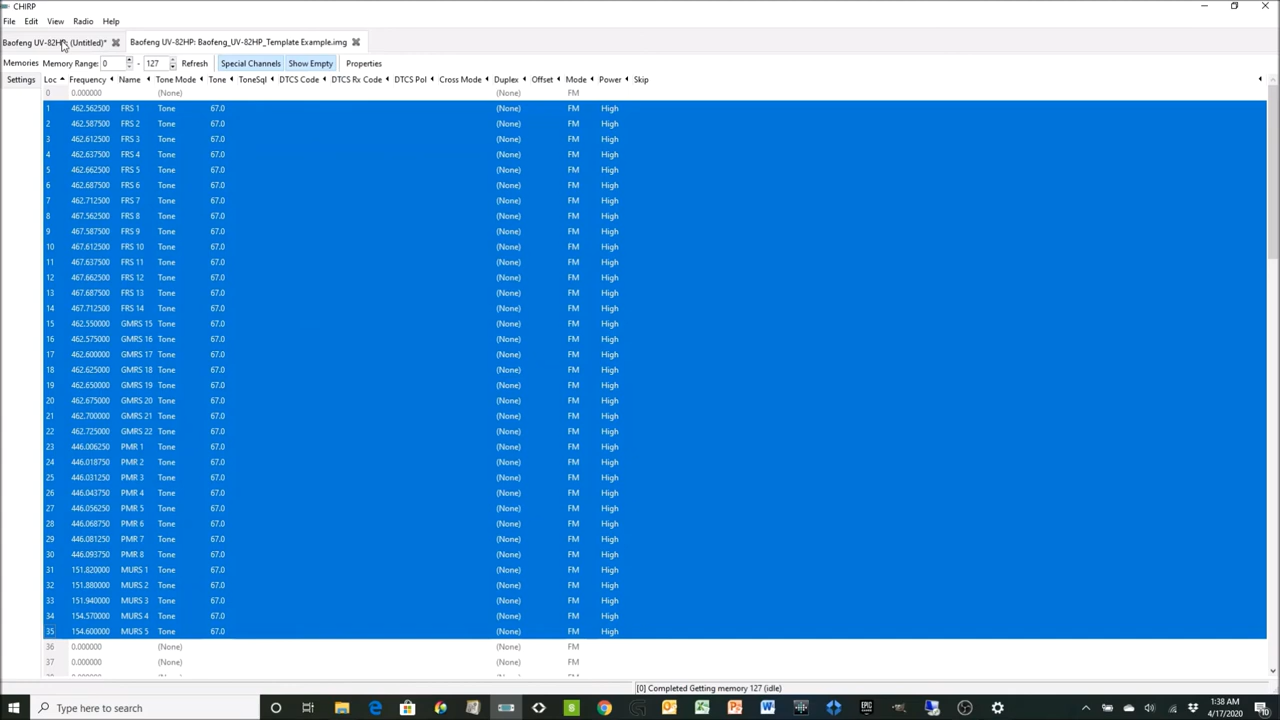 CHIRP
File Edit View Radio Help
Baofeng UV-82HP: (Untitled)* Baofeng UV-82HP: Baofeng_UV-82HP_Template Example.img
Memories Memory Range: 0 - 127 Refresh Special Channels Show Empty Properties
Settings Loc Frequency Name Tone Mode Tone ToneSql DTCS Code DTCS Rx Code DTCS Pol Cross Mode Duplex Offset Mode Power Skip
0 0.000000 (None) (None) FM
1 462.562500 FRS 1 Tone 67.0 (None) FM High
2 462.587500 FRS 2 Tone 67.0 (None) FM High
3 462.612500 FRS 3 Tone 67.0 (None) FM High
4 462.637500 FRS 4 Tone 67.0 (None) FM High
5 462.662500 FRS 5 Tone 67.0 (None) FM High
6 462.687500 FRS 6 Tone 67.0 (None) FM High
7 462.712500 FRS 7 Tone 67.0 (None) FM High
8 467.562500 FRS 8 Tone 67.0 (None) FM High
9 467.587500 FRS 9 Tone 67.0 (None) FM High
10 467.612500 FRS 10 Tone 67.0 (None) FM High
11 467.637500 FRS 11 Tone 67.0 (None) FM High
12 467.662500 FRS 12 Tone 67.0 (None) FM High
13 467.687500 FRS 13 Tone 67.0 (None) FM High
14 467.712500 FRS 14 Tone 67.0 (None) FM High
15 462.550000 GMRS 15 Tone 67.0 (None) FM High
16 462.575000 GMRS 16 Tone 67.0 (None) FM High
17 462.600000 GMRS 17 Tone 67.0 (None) FM High
18 462.625000 GMRS 18 Tone 67.0 (None) FM High
19 462.650000 GMRS 19 Tone 67.0 (None) FM High
20 462.675000 GMRS 20 Tone 67.0 (None) FM High
21 462.700000 GMRS 21 Tone 67.0 (None) FM High
22 462.725000 GMRS 22 Tone 67.0 (None) FM High
23 446.006250 PMR 1 Tone 67.0 (None) FM High
24 446.018750 PMR 2 Tone 67.0 (None) FM High
25 446.031250 PMR 3 Tone 67.0 (None) FM High
26 446.043750 PMR 4 Tone 67.0 (None) FM High
27 446.056250 PMR 5 Tone 67.0 (None) FM High
28 446.068750 PMR 6 Tone 67.0 (None) FM High
29 446.081250 PMR 7 Tone 67.0 (None) FM High
30 446.093750 PMR 8 Tone 67.0 (None) FM High
31 151.820000 MURS 1 Tone 67.0 (None) FM High
32 151.880000 MURS 2 Tone 67.0 (None) FM High
33 151.940000 MURS 3 Tone 67.0 (None) FM High
34 154.570000 MURS 4 Tone 67.0 (None) FM High
35 154.600000 MURS 5 Tone 67.0 (None) FM High
36 0.000000 (None) (None) FM
37 0.000000 (None) (None) FM
[0] Completed Getting memory 127 (idle)
Type here to search
1:38 AM
4/17/2020